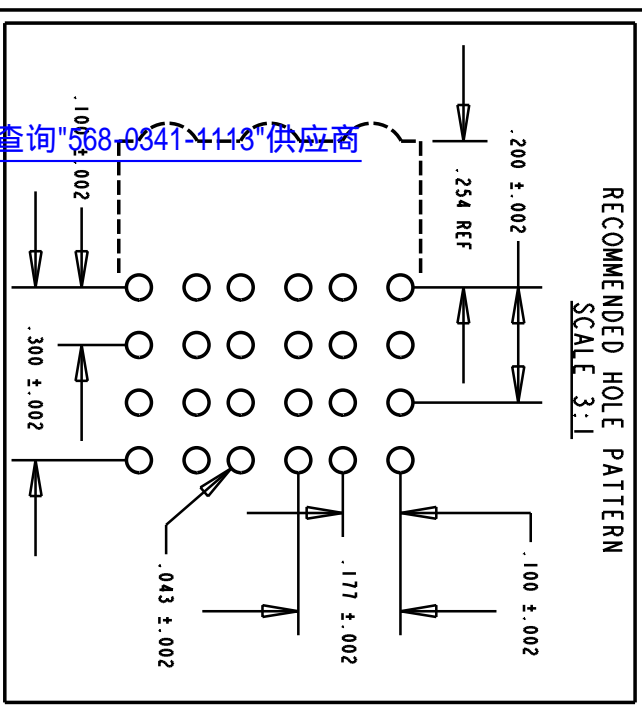 RECOMMENDED HOLE PATTERN
SCALE 3:1
.200 ±.002
.254 REF
.100 ±.002
.300 ±.002
.100 ±.002
.177 ±.002
.043 ±.002
查询"568-0341-1113"供应商